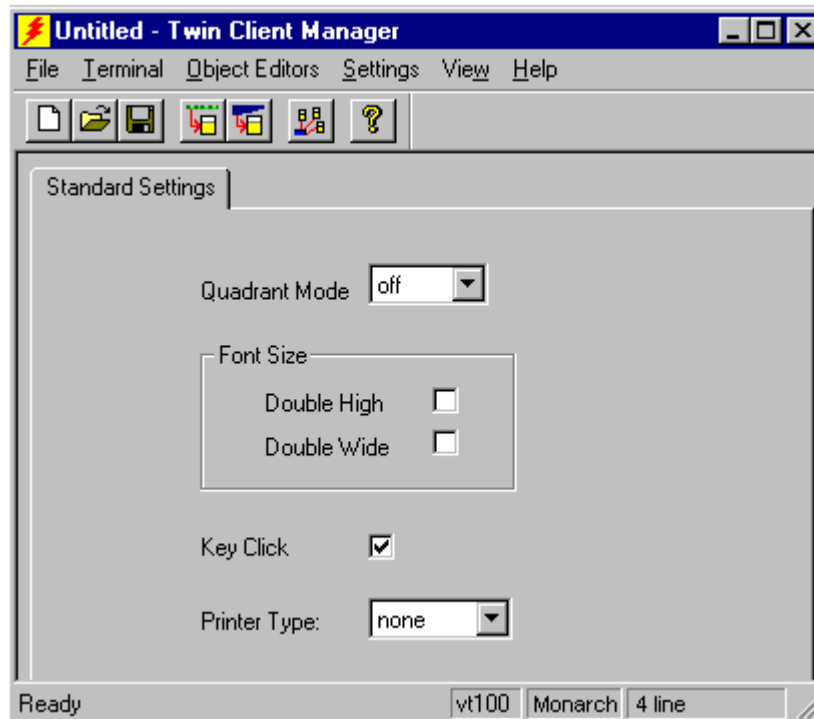 Untitled - Twin Client Manager
File Terminal Object Editors Settings View Help
Standard Settings
Quadrant Mode off
Font Size
Double High
Double Wide
Key Click
Printer Type: none
Ready vt100 Monarch 4 line